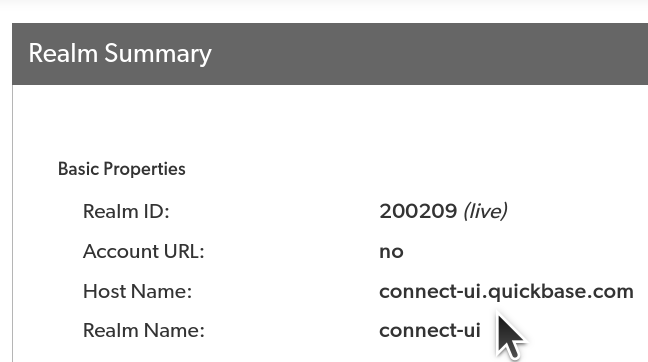 Realm Summary
Basic Properties
Realm ID: 200209 (live)
Account URL: no
Host Name: connect-ui.quickbase.com
Realm Name: connect-ui